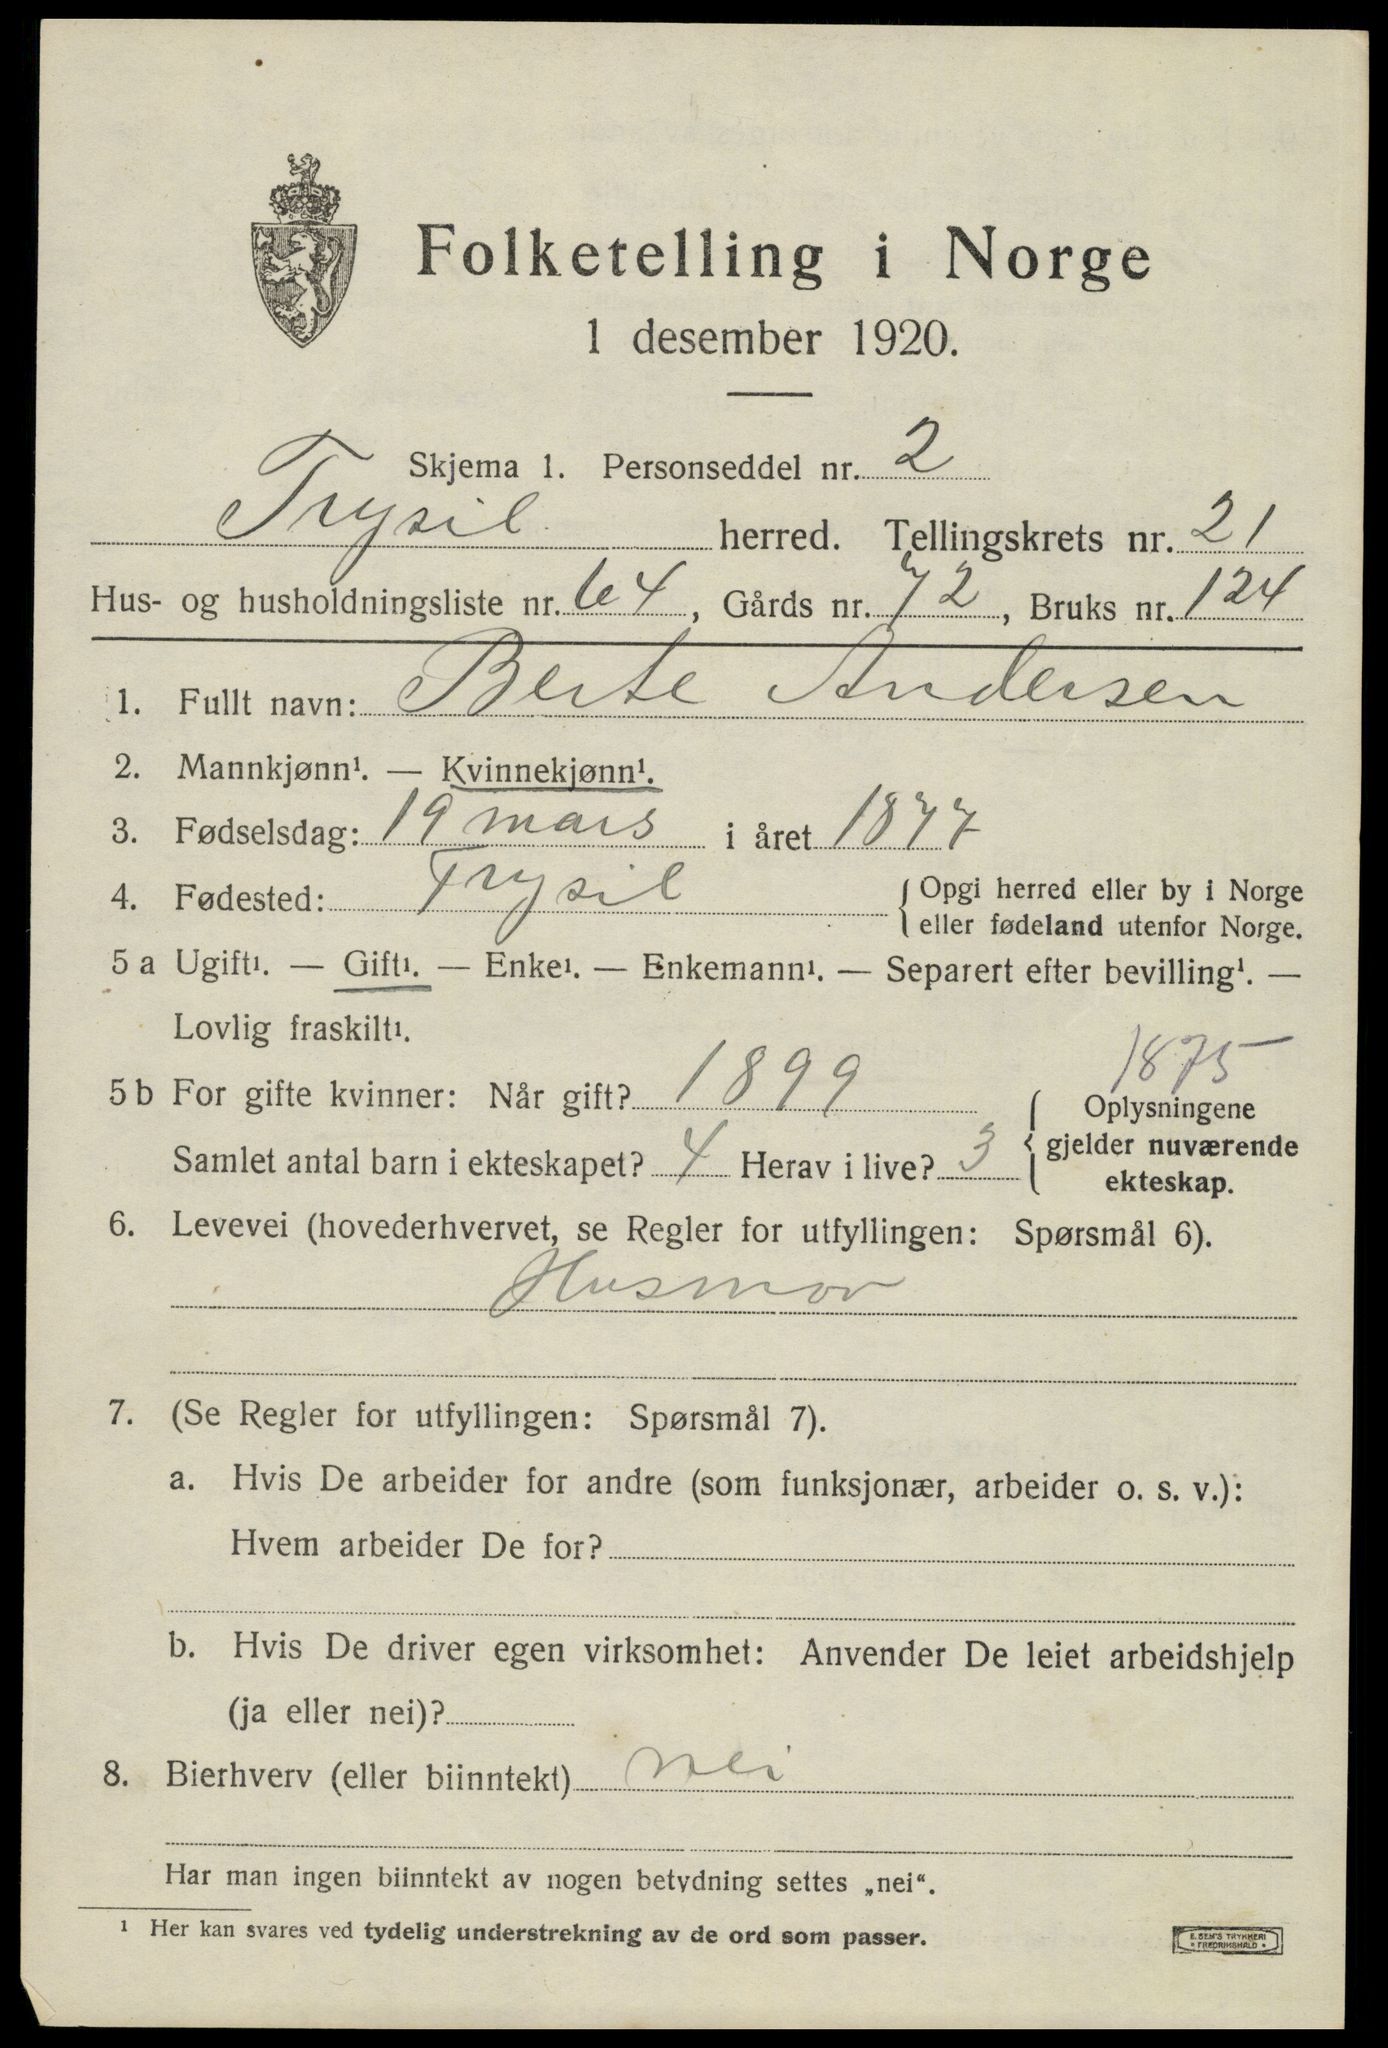 Folketelling i Norge
1 desember 1920.
Skjema 1. Personseddel nr. 2
Trysil herred. Tellingskrets nr. 21
Hus- og husholdningsliste nr. 64, Gårds nr. 72, Bruks nr. 124
1. Fullt navn: Berte Andersen
2. Mannkjønn¹. — Kvinnekjønn¹.
3. Fødselsdag: 19 mars i året 1877
4. Fødested: Trysil { Opgi herred eller by i Norge
eller fødeland utenfor Norge.
5 a Ugift¹. — Gift¹. — Enke¹. — Enkemann¹. — Separert efter bevilling¹. —
Lovlig fraskilt¹.
1875
5 b For gifte kvinner: Når gift? 1899 { Oplysningene
Samlet antal barn i ekteskapet? 4 Herav i live? 3 gjelder nuværende
ekteskap.
6. Levevei (hovederhvervet, se Regler for utfyllingen: Spørsmål 6).
Husmor
7. (Se Regler for utfyllingen: Spørsmål 7).
a. Hvis De arbeider for andre (som funksjonær, arbeider o. s. v.):
Hvem arbeider De for?
b. Hvis De driver egen virksomhet: Anvender De leiet arbeidshjelp
(ja eller nei)?
8. Bierhverv (eller biinntekt) nei
Har man ingen biinntekt av nogen betydning settes „nei“.
¹ Her kan svares ved tydelig understrekning av de ord som passer.
E. SEM'S TRYKKERI
• FREDRIKSHALD •